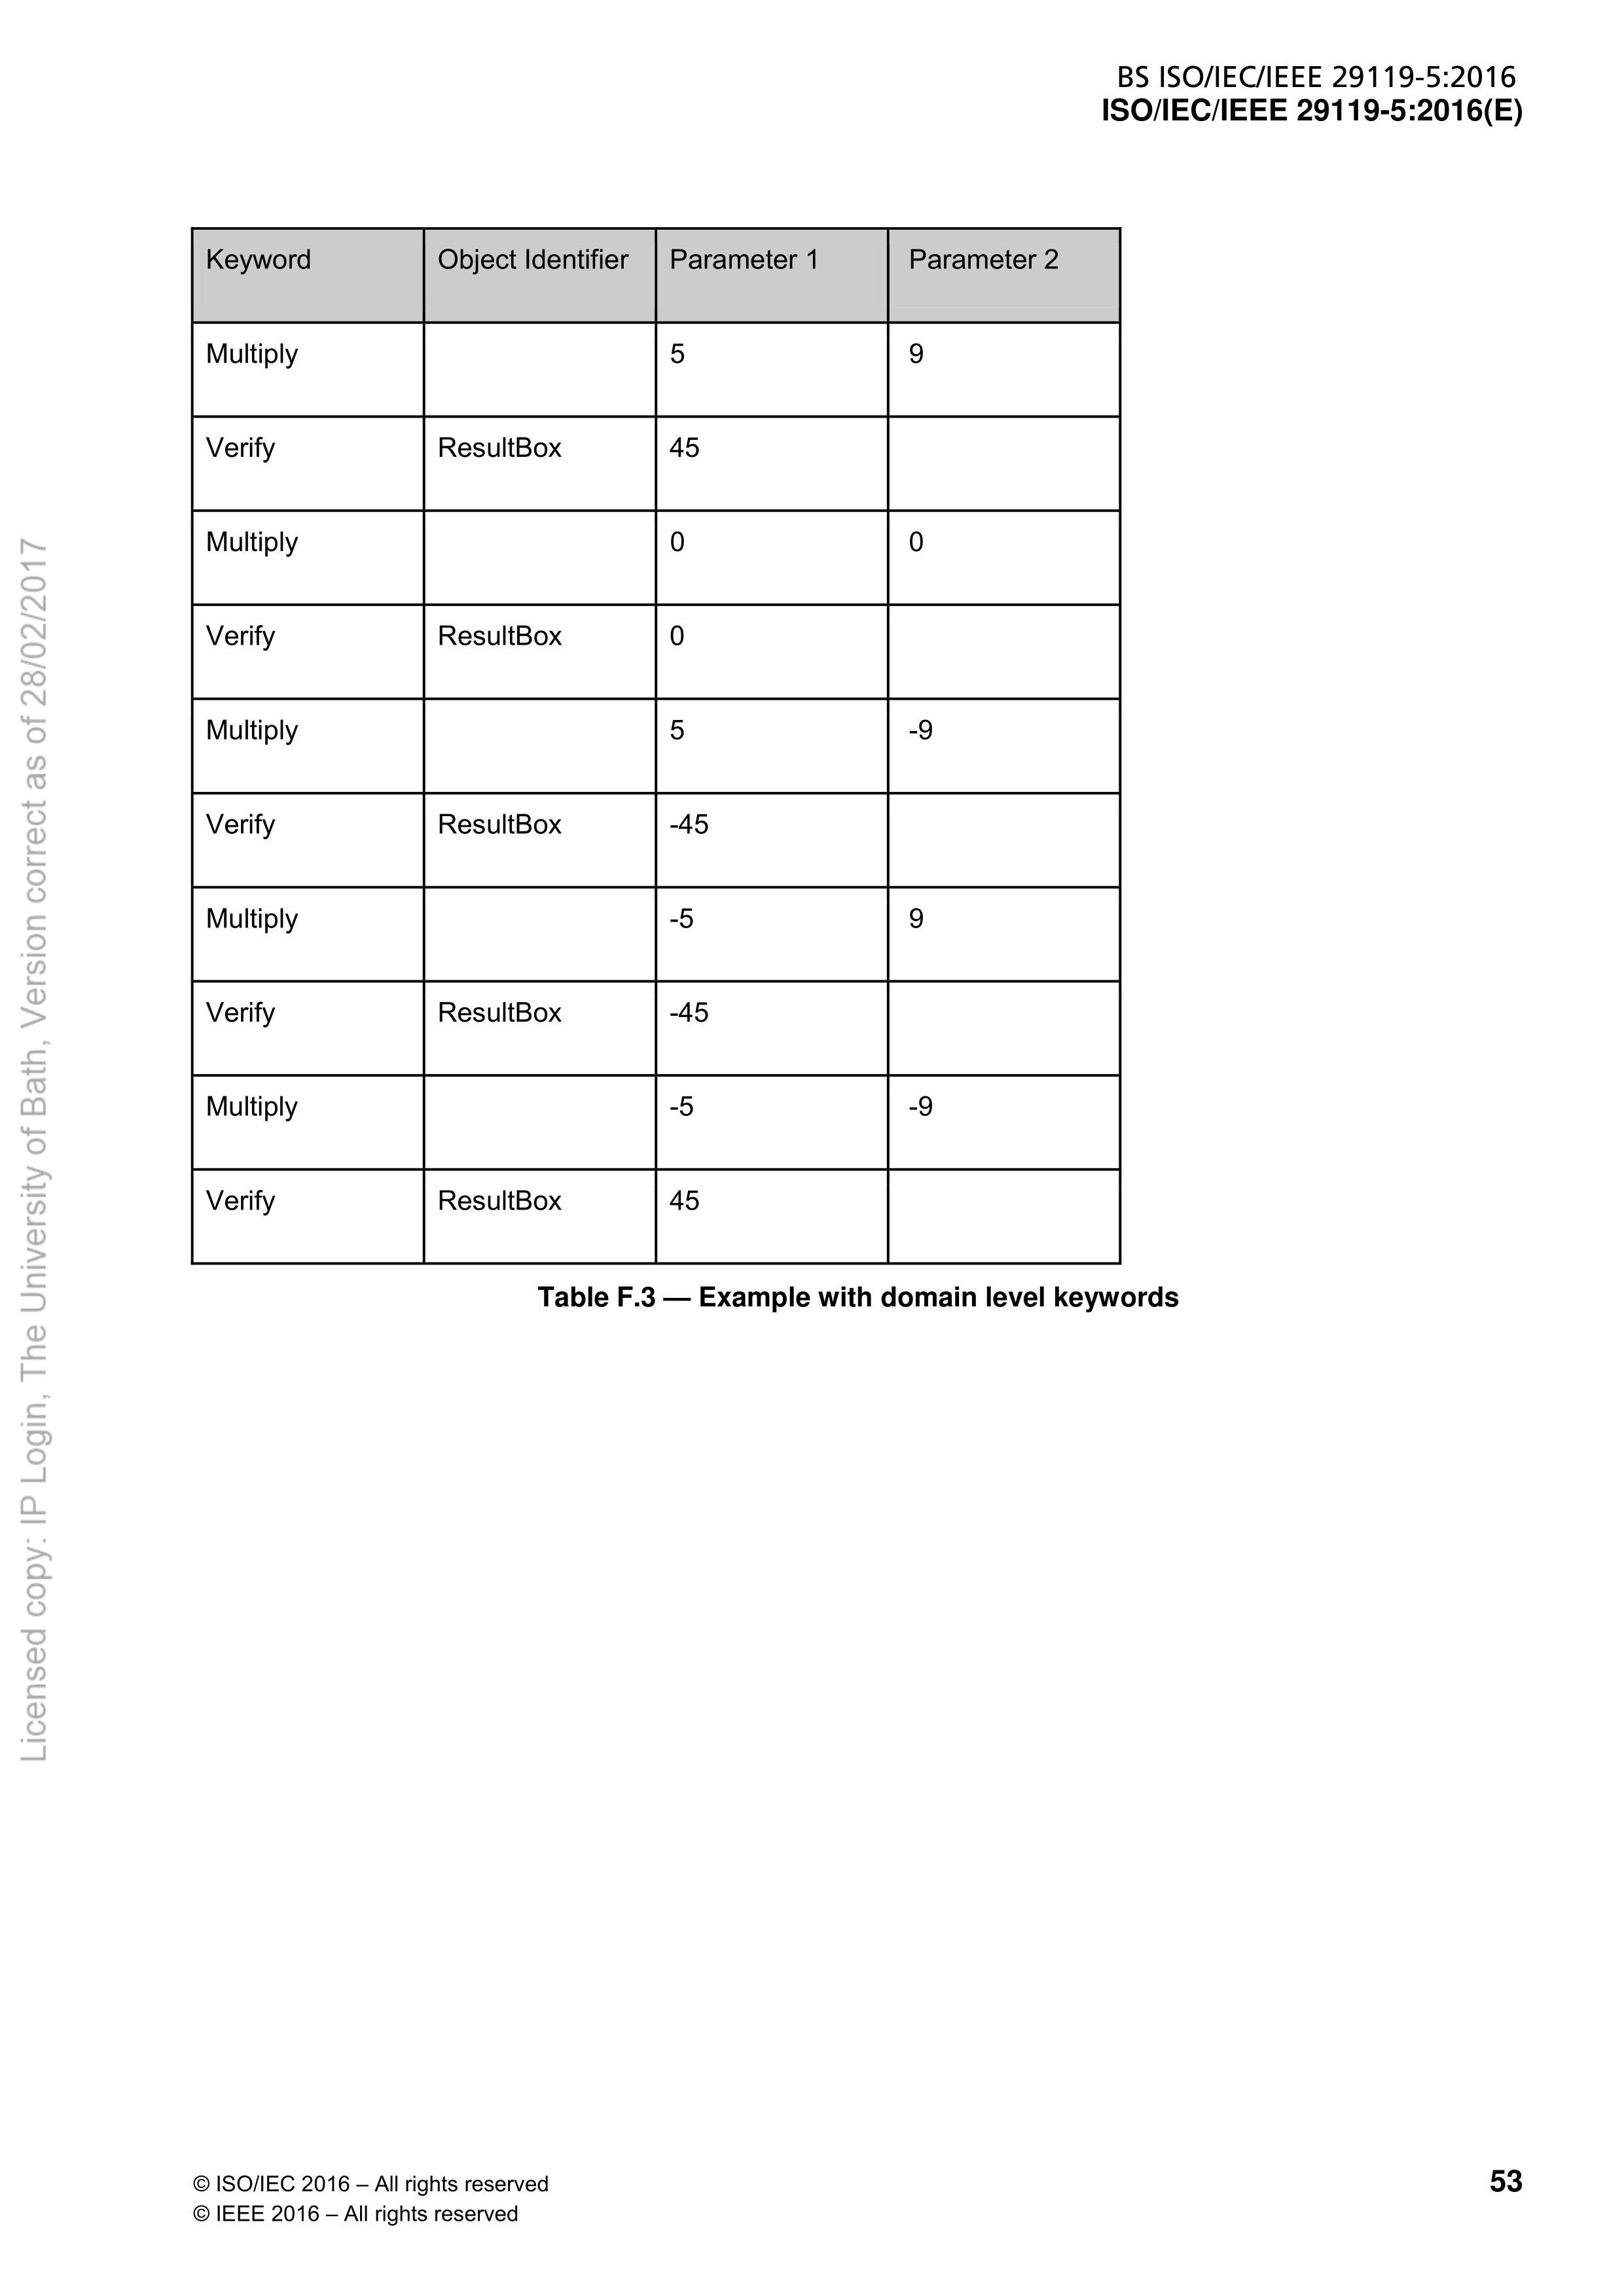 BS ISO/IEC/IEEE 29119-5:2016
ISO/IEC/IEEE 29119-5:2016(E)
Keyword Object Identifier Parameter 1 Parameter 2
Multiply 5 9
Verify ResultBox 45
Multiply 0 0
Verify ResultBox 0
Multiply 5 -9
Verify ResultBox -45
Multiply -5 9
Verify ResultBox -45
Multiply -5 -9
Verify ResultBox 45
Table F.3 — Example with domain level keywords
Licensed copy: IP Login, The University of Bath, Version correct as of 28/02/2017
© ISO/IEC 2016 – All rights reserved
© IEEE 2016 – All rights reserved
53